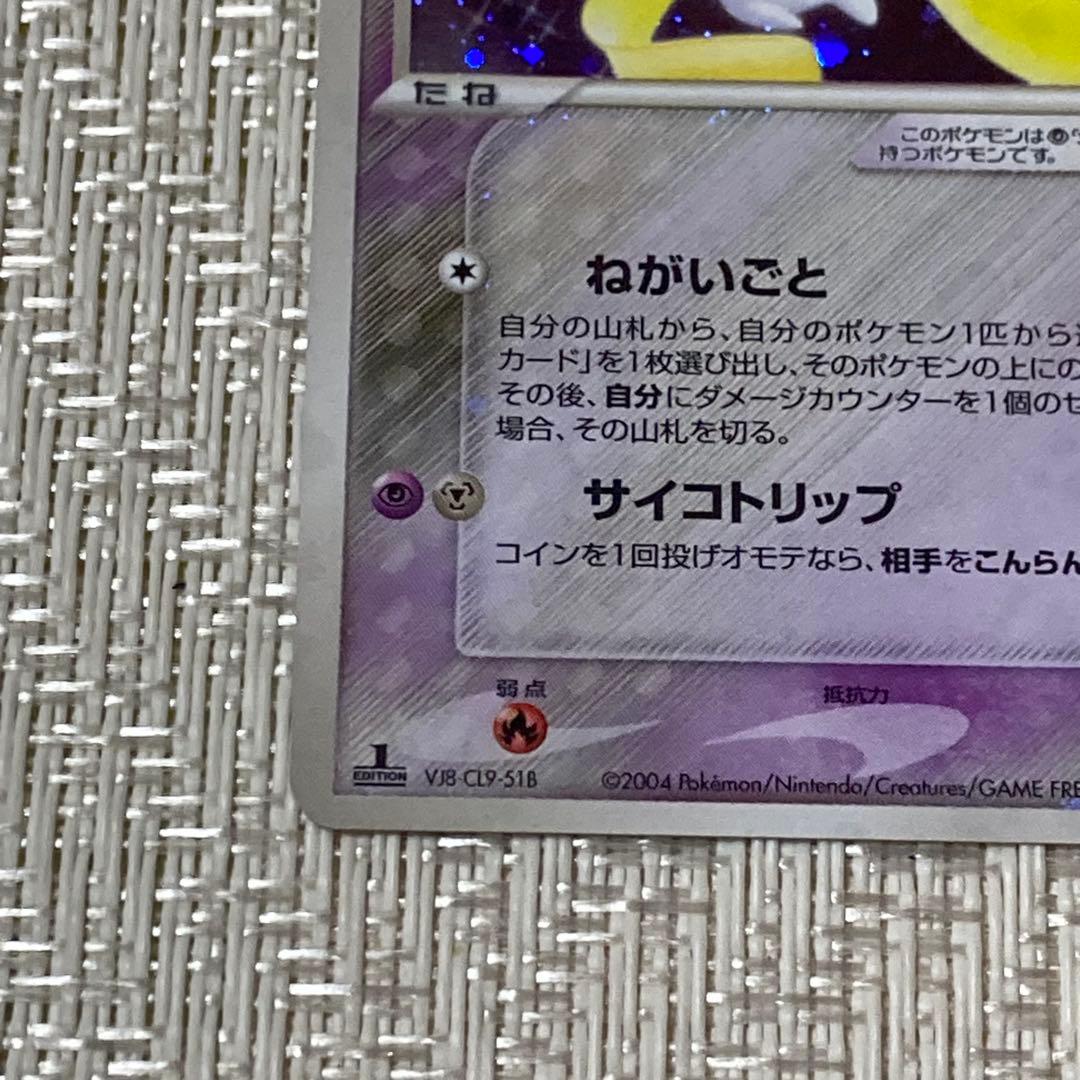 たね
このポケモンは
持つポケモンです。
ねがいごと
自分の山札から、自分のポケモン1匹から
カード」を1枚選び出し、そのポケモンの上にの
その後、自分にダメージカウンターを1個のせ
場合、その山札を切る。
サイコトリップ
コインを1回投げオモテなら、相手をこんらん
弱点
抵抗力
1
EDITION
VJ8-CL9-51B
©2004 Pokémon/Nintendo/Creatures/GAME FRE